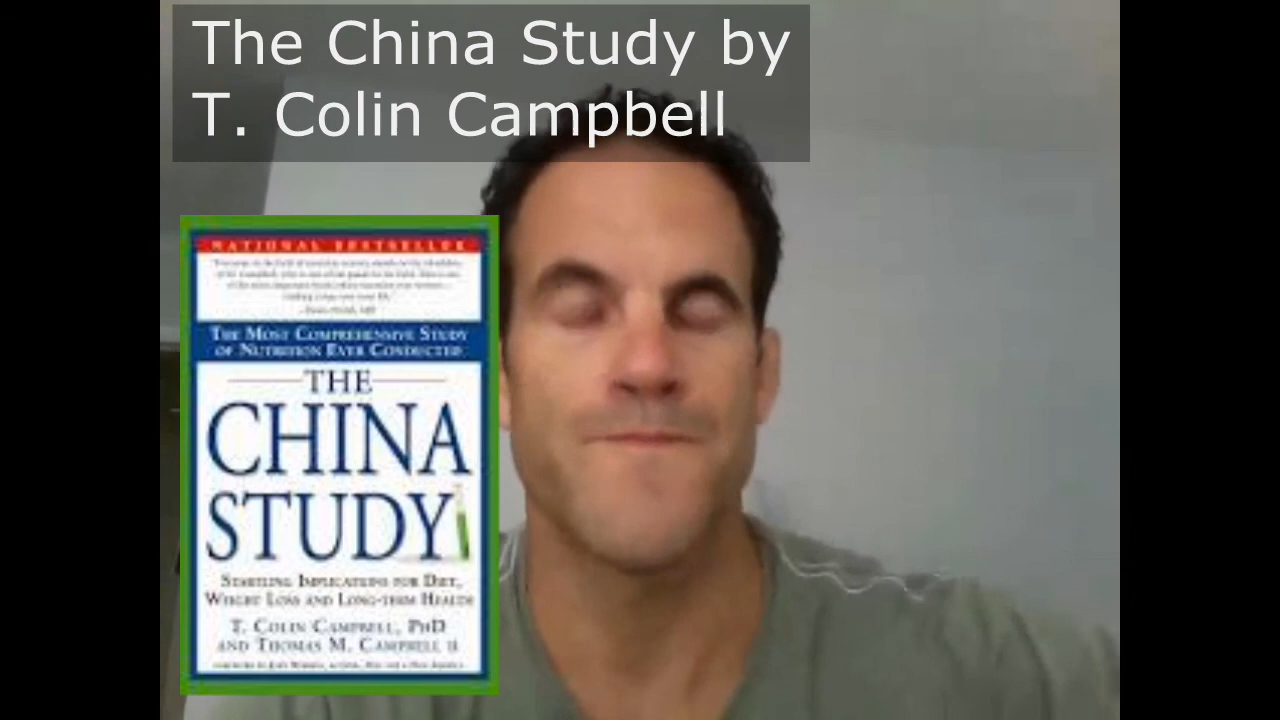 The China Study by
T. Colin Campbell
NATIONAL BESTSELLER
THE MOST COMPREHENSIVE STUDY
OF NUTRITION EVER CONDUCTED
THE
CHINA
STUDY
STARTLING IMPLICATIONS FOR DIET,
WEIGHT LOSS AND LONG-TERM HEALTH
T. COLIN CAMPBELL, PHD
AND THOMAS M. CAMPBELL II